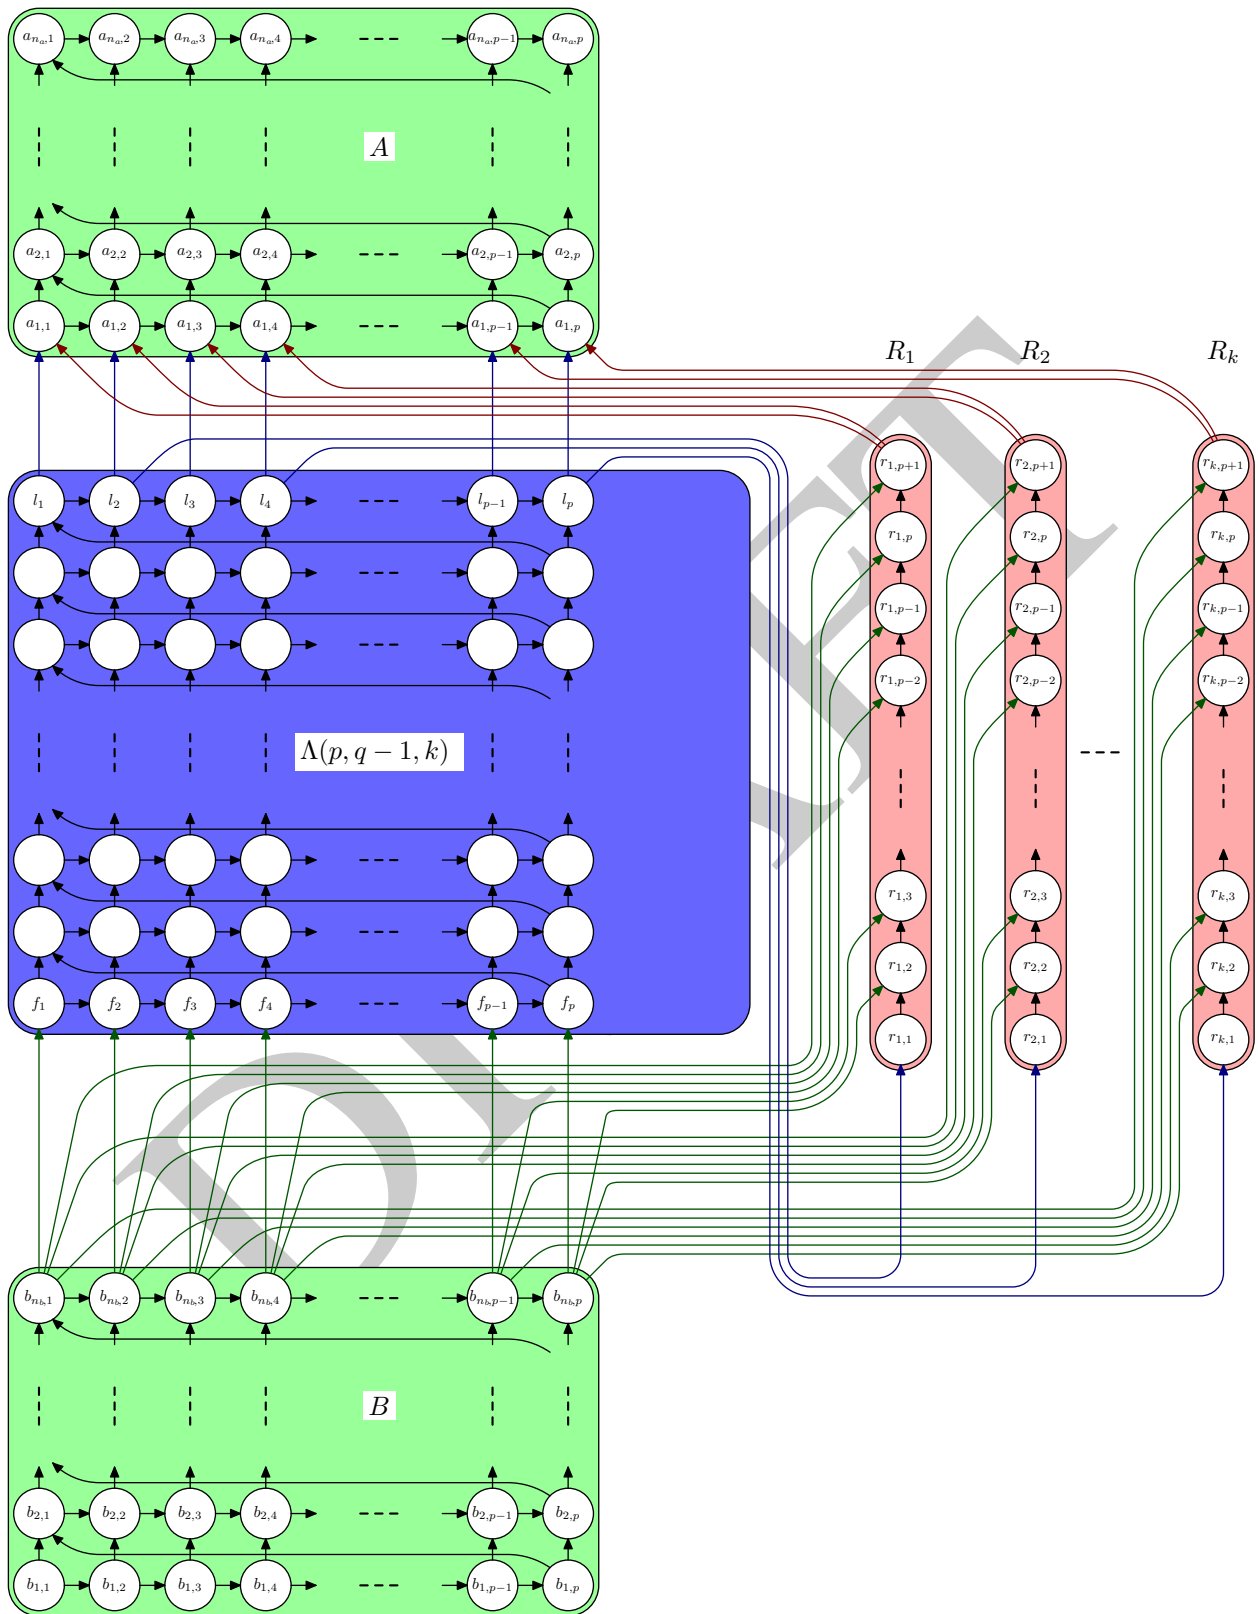 a_{n_a,1} a_{n_a,2} a_{n_a,3} a_{n_a,4} a_{n_a,p−1} a_{n_a,p}
A
a_{2,1} a_{2,2} a_{2,3} a_{2,4} a_{2,p−1} a_{2,p}
a_{1,1} a_{1,2} a_{1,3} a_{1,4} a_{1,p−1} a_{1,p}
R_1 R_2 R_k
r_{1,p+1} r_{2,p+1} r_{k,p+1}
l_1 l_2 l_3 l_4 l_{p−1} l_p
r_{1,p} r_{2,p} r_{k,p}
r_{1,p−1} r_{2,p−1} r_{k,p−1}
r_{1,p−2} r_{2,p−2} r_{k,p−2}
Λ(p, q − 1, k)
r_{1,3} r_{2,3} r_{k,3}
r_{1,2} r_{2,2} r_{k,2}
f_1 f_2 f_3 f_4 f_{p−1} f_p
r_{1,1} r_{2,1} r_{k,1}
b_{n_b,1} b_{n_b,2} b_{n_b,3} b_{n_b,4} b_{n_b,p−1} b_{n_b,p}
B
b_{2,1} b_{2,2} b_{2,3} b_{2,4} b_{2,p−1} b_{2,p}
b_{1,1} b_{1,2} b_{1,3} b_{1,4} b_{1,p−1} b_{1,p}
DRAFT